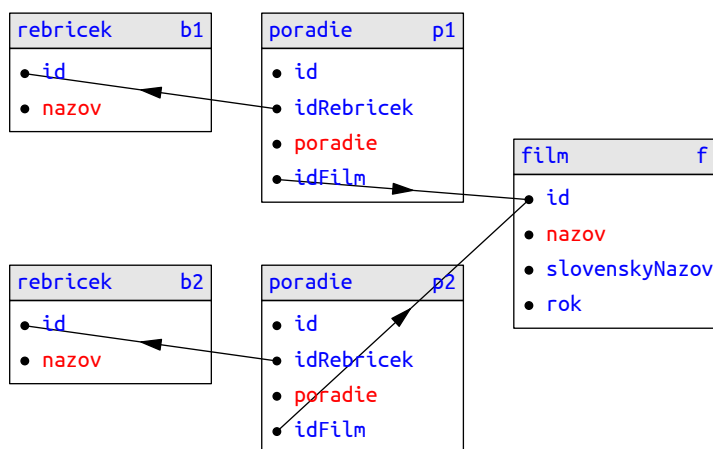 rebricek b1
id
nazov
poradie p1
id
idRebricek
poradie
idFilm
film f
id
nazov
slovenskyNazov
rok
rebricek b2
id
nazov
poradie p2
id
idRebricek
poradie
idFilm